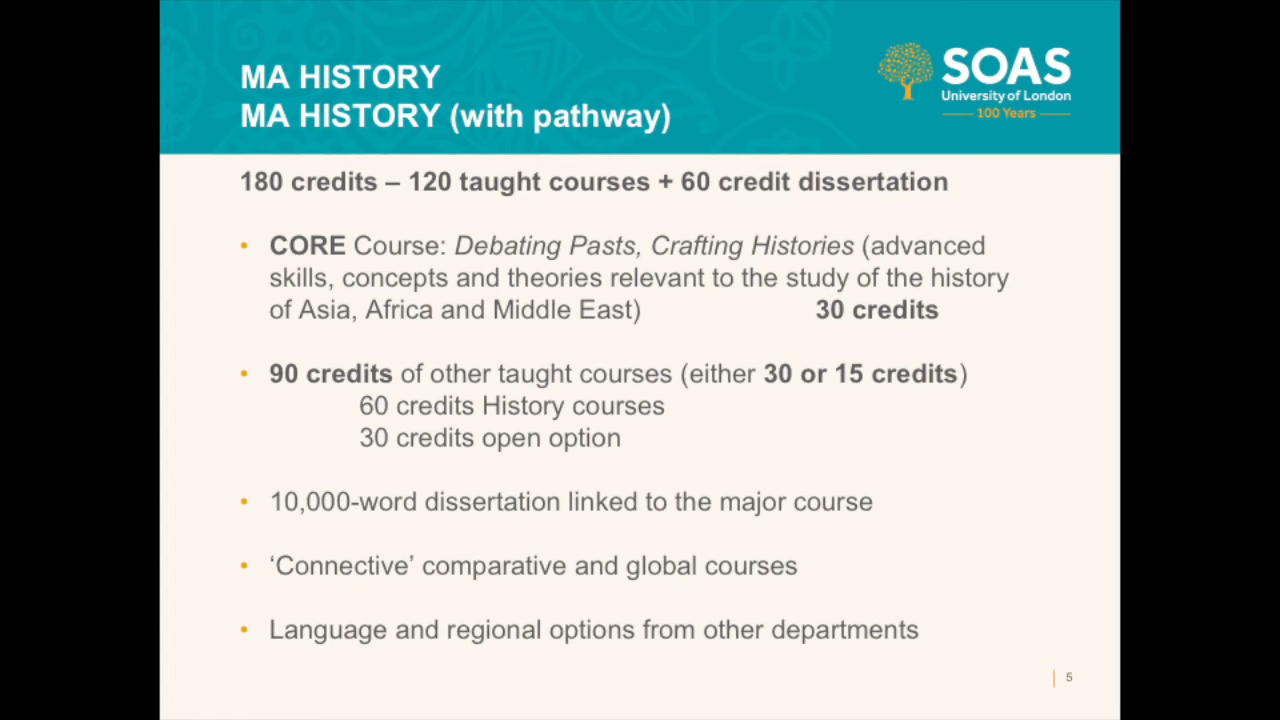 MA HISTORY
MA HISTORY (with pathway)
SOAS
University of London
100 Years
180 credits – 120 taught courses + 60 credit dissertation
• CORE Course: Debating Pasts, Crafting Histories (advanced
skills, concepts and theories relevant to the study of the history
of Asia, Africa and Middle East) 30 credits
• 90 credits of other taught courses (either 30 or 15 credits)
60 credits History courses
30 credits open option
• 10,000-word dissertation linked to the major course
• ‘Connective’ comparative and global courses
• Language and regional options from other departments
5